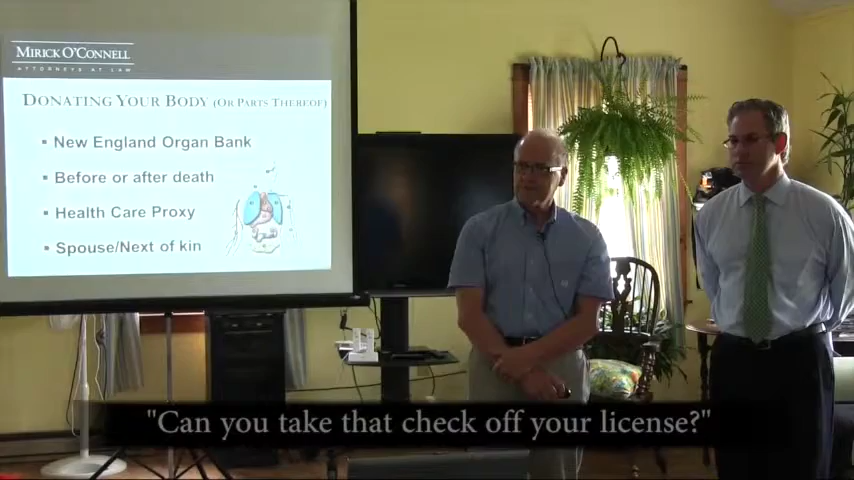 MIRICK O'CONNELL
ATTORNEYS AT LAW
DONATING YOUR BODY (OR PARTS THEREOF)
▪ New England Organ Bank
▪ Before or after death
▪ Health Care Proxy
▪ Spouse/Next of kin
"Can you take that check off your license?"